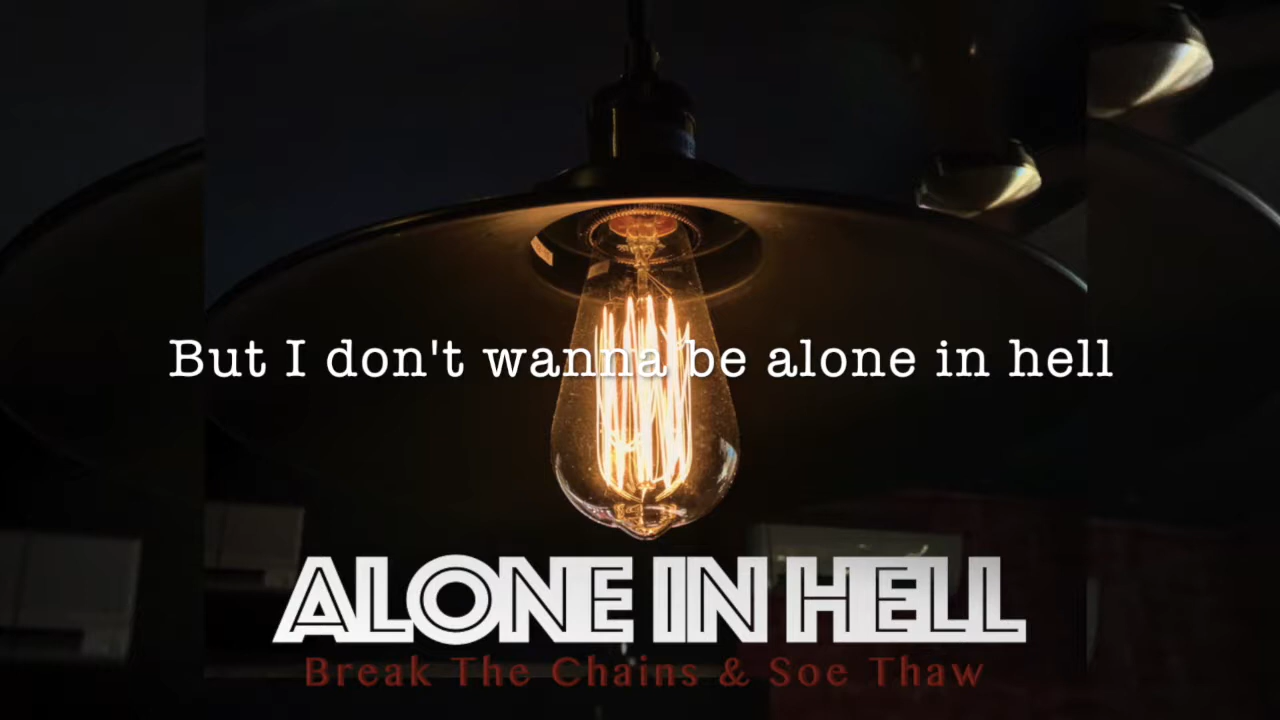 But I don't wanna be alone in hell
ALONE IN HELL
Break The Chains & Soe Thaw